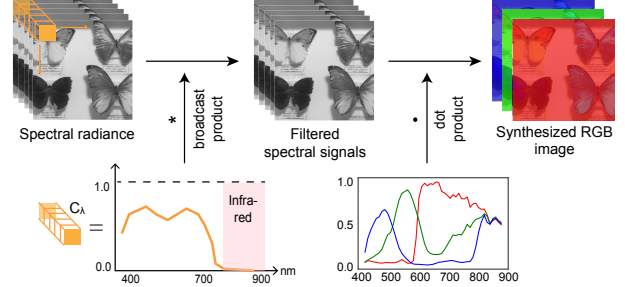 Spectral radiance
*
broadcast
product
Filtered
spectral signals
•
dot
product
Synthesized RGB
image
Cλ
=
1.0
0.0
Infra-
red
400
700
900
nm
1.0
0.5
0.0
400 500 600 700 800 900